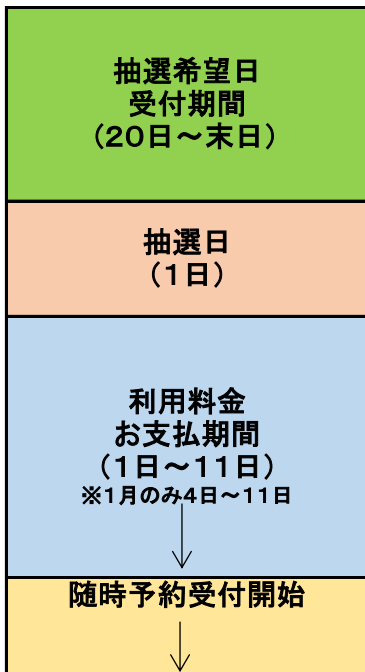 抽選希望日
受付期間
（20日～末日）
抽選日
（1日）
利用料金
お支払期間
（1日～11日）
※1月のみ4日～11日
随時予約受付開始